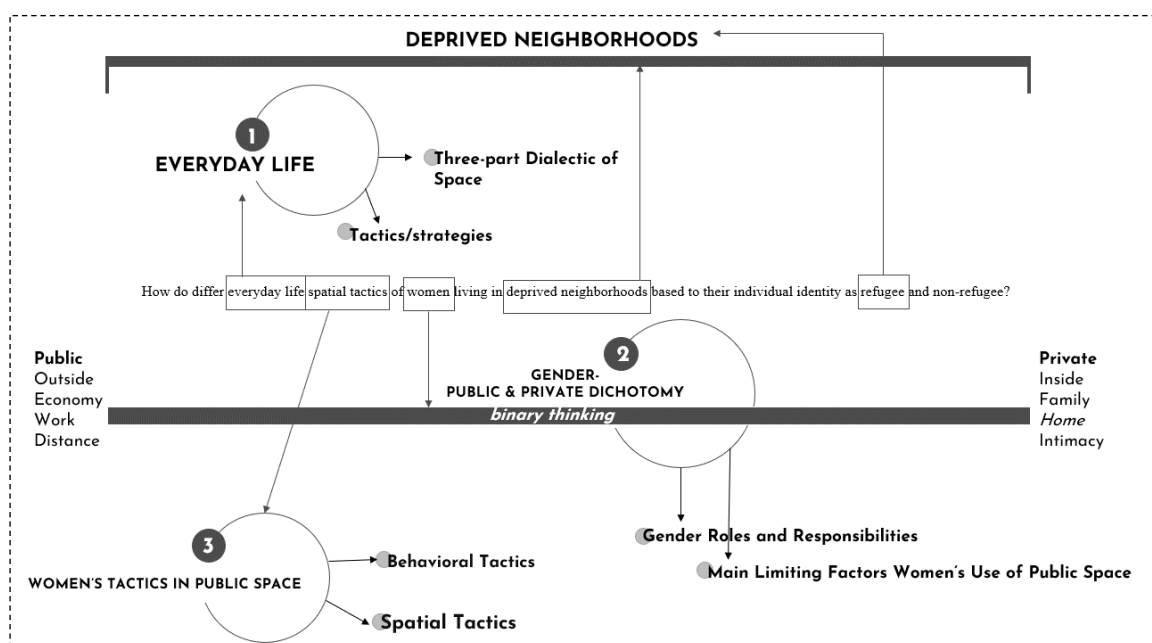 DEPRIVED NEIGHBORHOODS
1
EVERYDAY LIFE
Three-part Dialectic of
Space
Tactics/strategies
How do differ everyday life spatial tactics of women living in deprived neighborhoods based to their individual identity as refugee and non-refugee?
Public
Outside
Economy
Work
Distance
2
GENDER-
PUBLIC & PRIVATE DICHOTOMY
binary thinking
Private
Inside
Family
Home
Intimacy
Gender Roles and Responsibilities
Main Limiting Factors Women's Use of Public Space
3
WOMEN'S TACTICS IN PUBLIC SPACE
Behavioral Tactics
Spatial Tactics